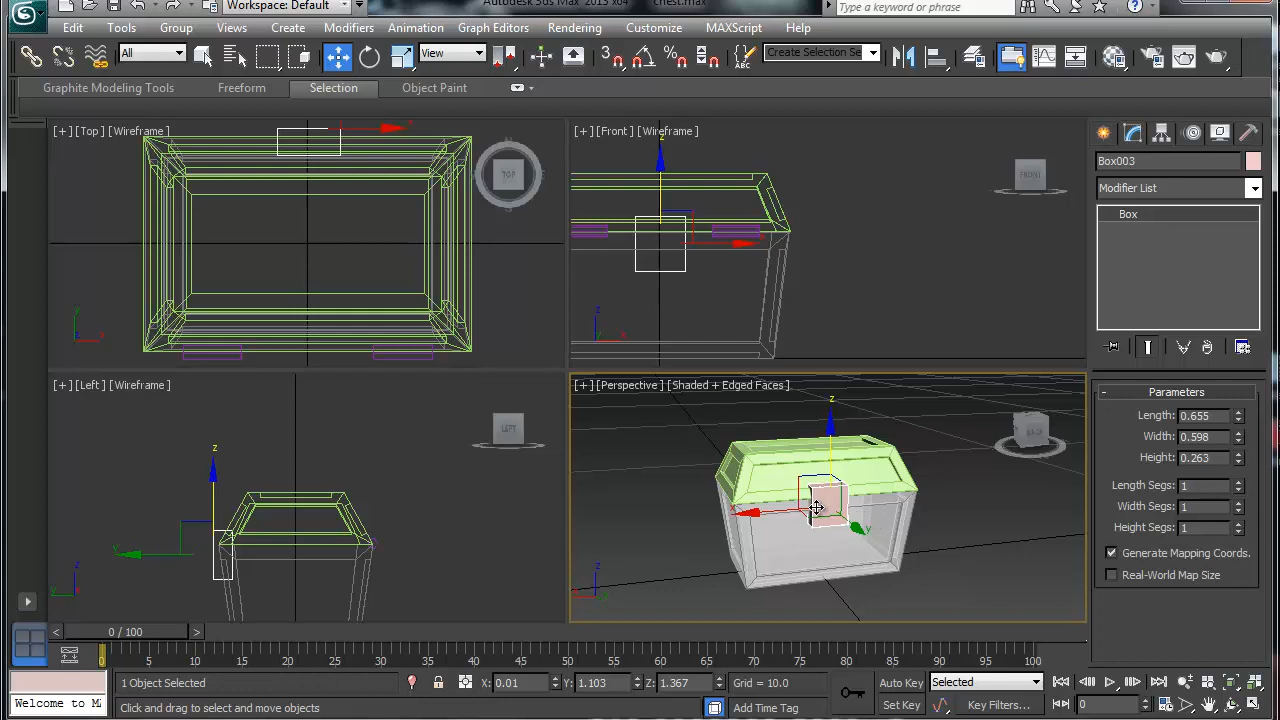 Workspace: Default
Autodesk 3ds Max 2013 x64
chest.max
Type a keyword or phrase
Edit Tools Group Views Create Modifiers Animation Graph Editors Rendering Customize MAXScript Help
All
View
3
ABC
Create Selection Se
Graphite Modeling Tools Freeform Selection Object Paint
[+] [Top] [Wireframe]
TOP
x
y
x
[+] [Front] [Wireframe]
FRONT
z
z
x
[+] [Left] [Wireframe]
LEFT
z
y
z
[+] [Perspective] [Shaded + Edged Faces]
BACK
z
x
y
z
Box003
Modifier List
Box
- Parameters
Length: 0.655
Width: 0.598
Height: 0.263
Length Segs: 1
Width Segs: 1
Height Segs: 1
Generate Mapping Coords.
Real-World Map Size
< 0 / 100 >
0 5 10 15 20 25 30 35 40 45 50 55 60 65 70 75 80 85 90 95 100
1 Object Selected
X: 0.01 Y: 1.103 Z: 1.367
Grid = 10.0
Auto Key
Selected
Welcome to M
Click and drag to select and move objects
Add Time Tag
Set Key
Key Filters...
0